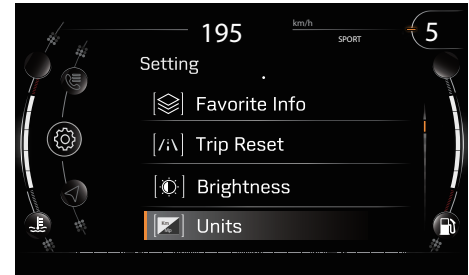 195
km/h
SPORT
5
Setting
Favorite Info
Trip Reset
Brightness
Units